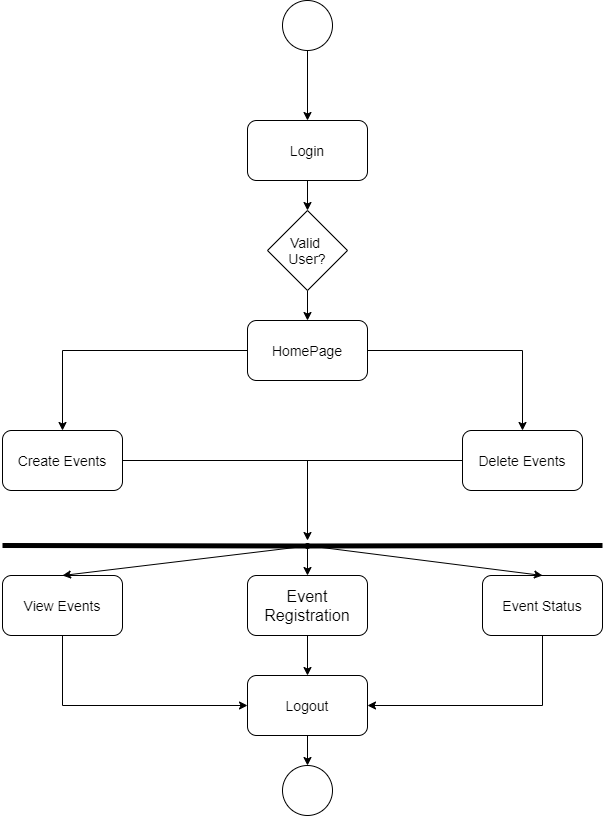 Login
Valid
User?
HomePage
Create Events
Delete Events
View Events
Event
Registration
Event Status
Logout